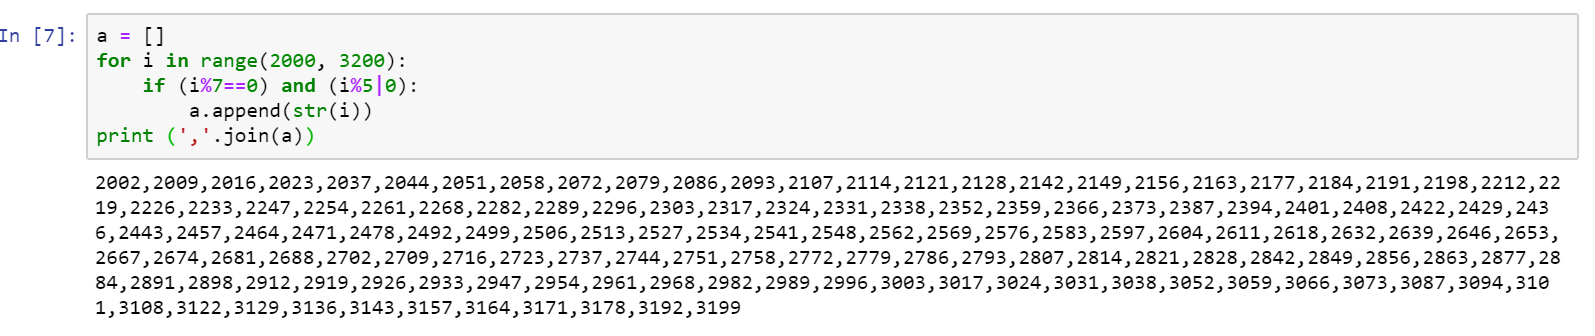 In [7]:
a = []
for i in range(2000, 3200):
    if (i%7==0) and (i%5|0):
        a.append(str(i))
print (','.join(a))
2002,2009,2016,2023,2037,2044,2051,2058,2072,2079,2086,2093,2107,2114,2121,2128,2142,2149,2156,2163,2177,2184,2191,2198,2212,22
19,2226,2233,2247,2254,2261,2268,2282,2289,2296,2303,2317,2324,2331,2338,2352,2359,2366,2373,2387,2394,2401,2408,2422,2429,243
6,2443,2457,2464,2471,2478,2492,2499,2506,2513,2527,2534,2541,2548,2562,2569,2576,2583,2597,2604,2611,2618,2632,2639,2646,2653,
2667,2674,2681,2688,2702,2709,2716,2723,2737,2744,2751,2758,2772,2779,2786,2793,2807,2814,2821,2828,2842,2849,2856,2863,2877,28
84,2891,2898,2912,2919,2926,2933,2947,2954,2961,2968,2982,2989,2996,3003,3017,3024,3031,3038,3052,3059,3066,3073,3087,3094,310
1,3108,3122,3129,3136,3143,3157,3164,3171,3178,3192,3199